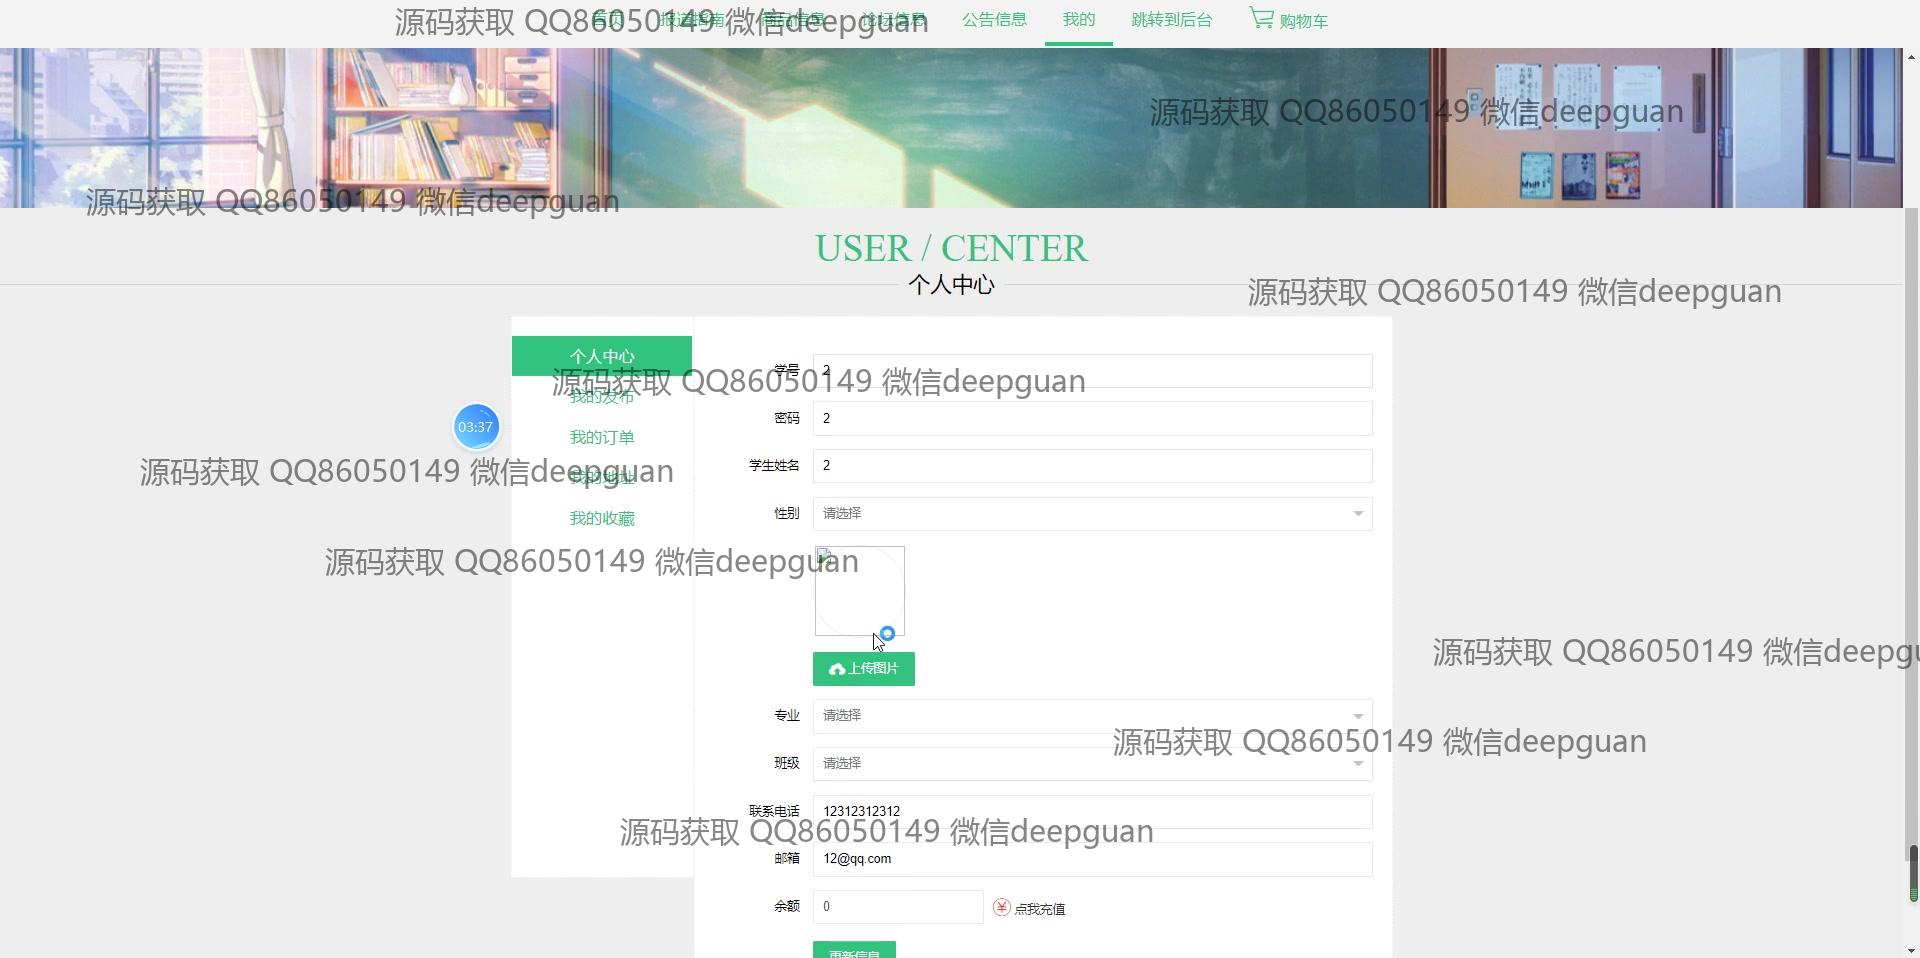 首页 报道指南 商品信息 论坛信息 公告信息 我的 跳转到后台 购物车
源码获取 QQ86050149 微信deepguan
源码获取 QQ86050149 微信deepguan
源码获取 QQ86050149 微信deepguan
USER / CENTER
个人中心
源码获取 QQ86050149 微信deepguan
个人中心
学号 2
源码获取 QQ86050149 微信deepguan
我的发布
密码 2
03:37
我的订单
学生姓名 2
源码获取 QQ86050149 微信deepguan
我的地址
性别 请选择
我的收藏
源码获取 QQ86050149 微信deepguan
源码获取 QQ86050149 微信deepgu
上传图片
专业 请选择
源码获取 QQ86050149 微信deepguan
班级 请选择
联系电话 12312312312
源码获取 QQ86050149 微信deepguan
邮箱 12@qq.com
余额 0 点我充值
更新信息